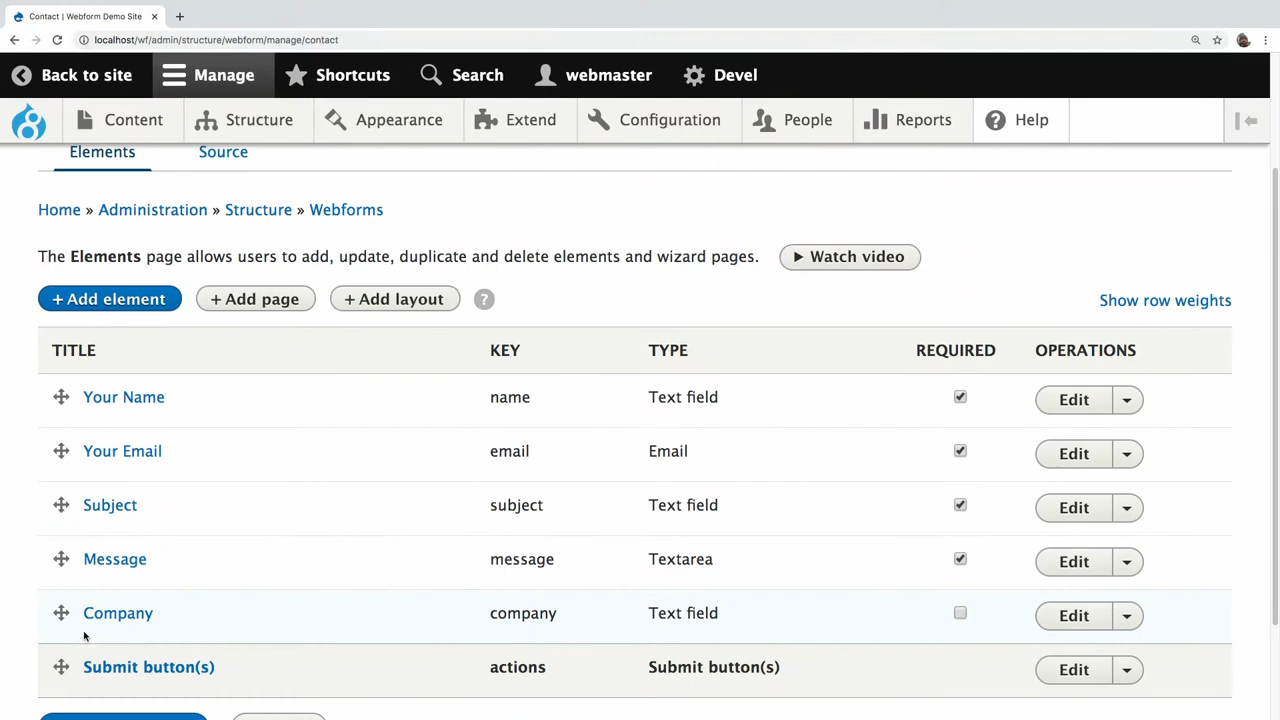 Contact | Webform Demo Site
localhost/wf/admin/structure/webform/manage/contact
Back to site Manage Shortcuts Search webmaster Devel
Content Structure Appearance Extend Configuration People Reports Help
Elements Source
Home » Administration » Structure » Webforms
The Elements page allows users to add, update, duplicate and delete elements and wizard pages. Watch video
+ Add element + Add page + Add layout ? Show row weights
TITLE KEY TYPE REQUIRED OPERATIONS
Your Name name Text field Edit
Your Email email Email Edit
Subject subject Text field Edit
Message message Textarea Edit
Company company Text field Edit
Submit button(s) actions Submit button(s) Edit